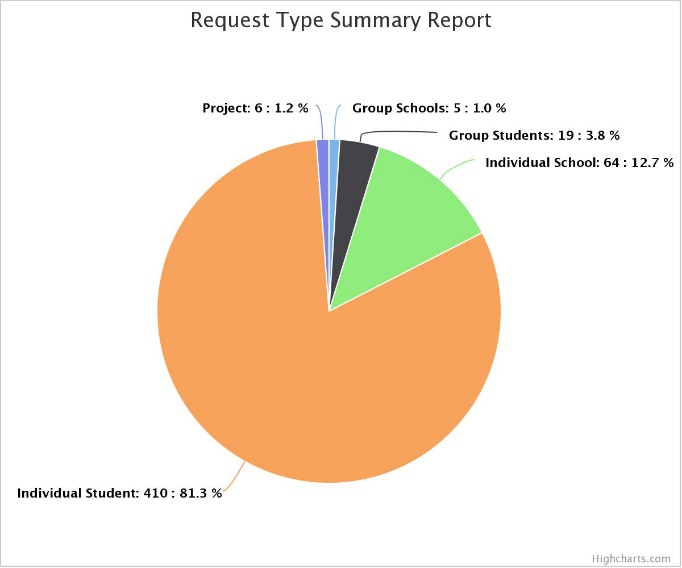 Request Type Summary Report
Project: 6 : 1.2 %
Group Schools: 5 : 1.0 %
Group Students: 19 : 3.8 %
Individual School: 64 : 12.7 %
Individual Student: 410 : 81.3 %
Highcharts.com